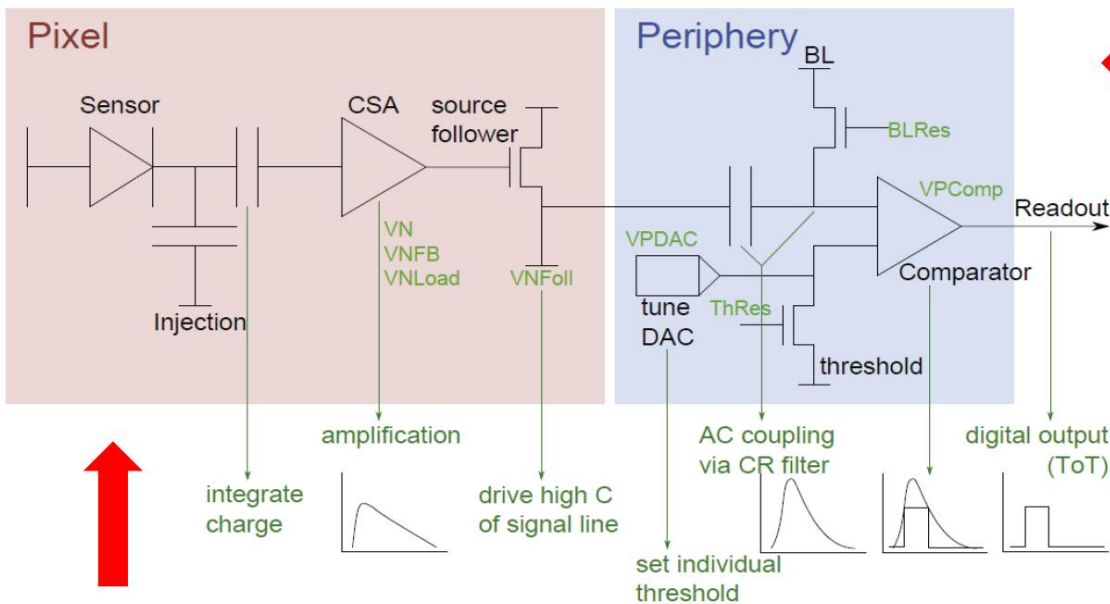 Pixel
Periphery
BL
Sensor
CSA
source
follower
BLRes
VPComp
Readout
VN
VNFB
VNLoad
VNFoll
VPDAC
tune
DAC
ThRes
Comparator
Injection
threshold
amplification
AC coupling
via CR filter
digital output
(ToT)
integrate
charge
drive high C
of signal line
set individual
threshold